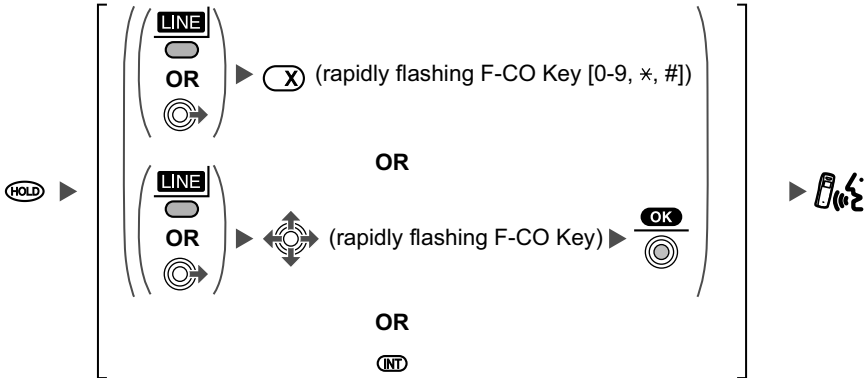 LINE
OR
X (rapidly flashing F-CO Key [0-9, ✳, #])
OR
HOLD
LINE
OR
(rapidly flashing F-CO Key)
OK
OR
INT